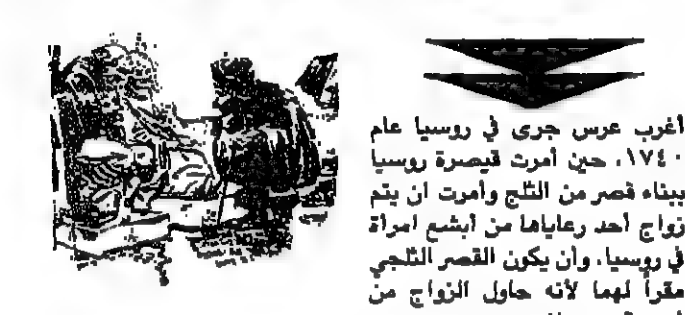 أغرب عرس جرى في روسيا عام
١٧٤٠، حين أمرت قيصرة روسيا
ببناء قصر من الثلج وأمرت ان يتم
زواج أحد رعاياها من أبشع امرأة
في روسيا، وأن يكون القصر الثلجي
مقراً لهما لأنه حاول الزواج من